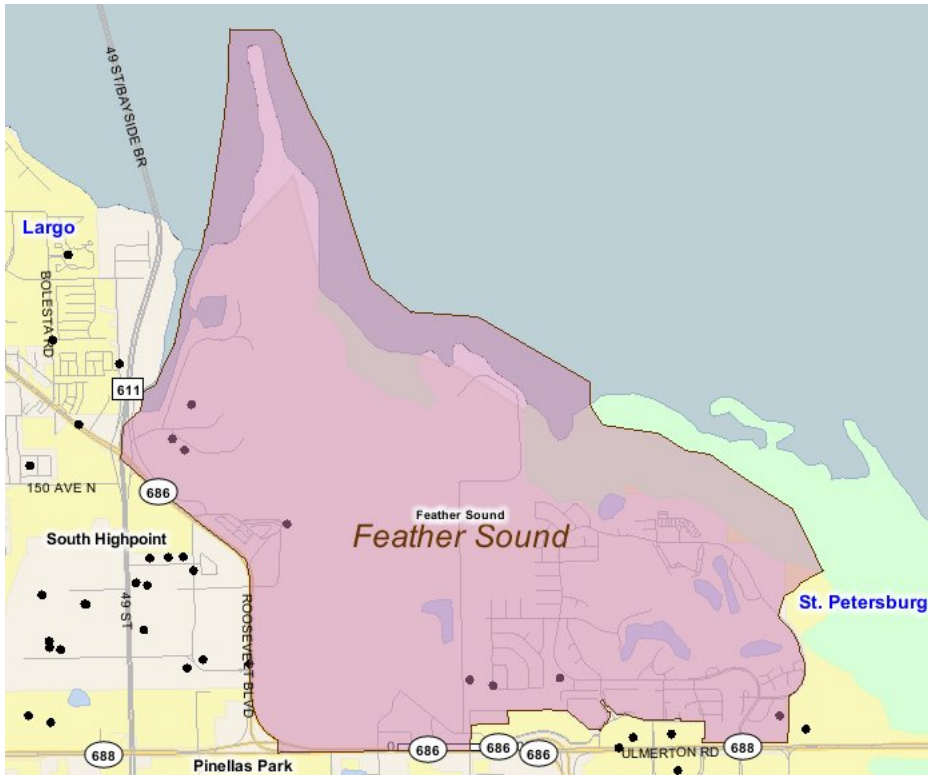 49 ST/BAYSIDE BR
Largo
BOLESTA RD
611
150 AVE N
686
South Highpoint
Feather Sound
Feather Sound
49 ST
ROOSEVELT BLVD
St. Petersburg
688
686
686
686
ULMERTON RD
688
Pinellas Park